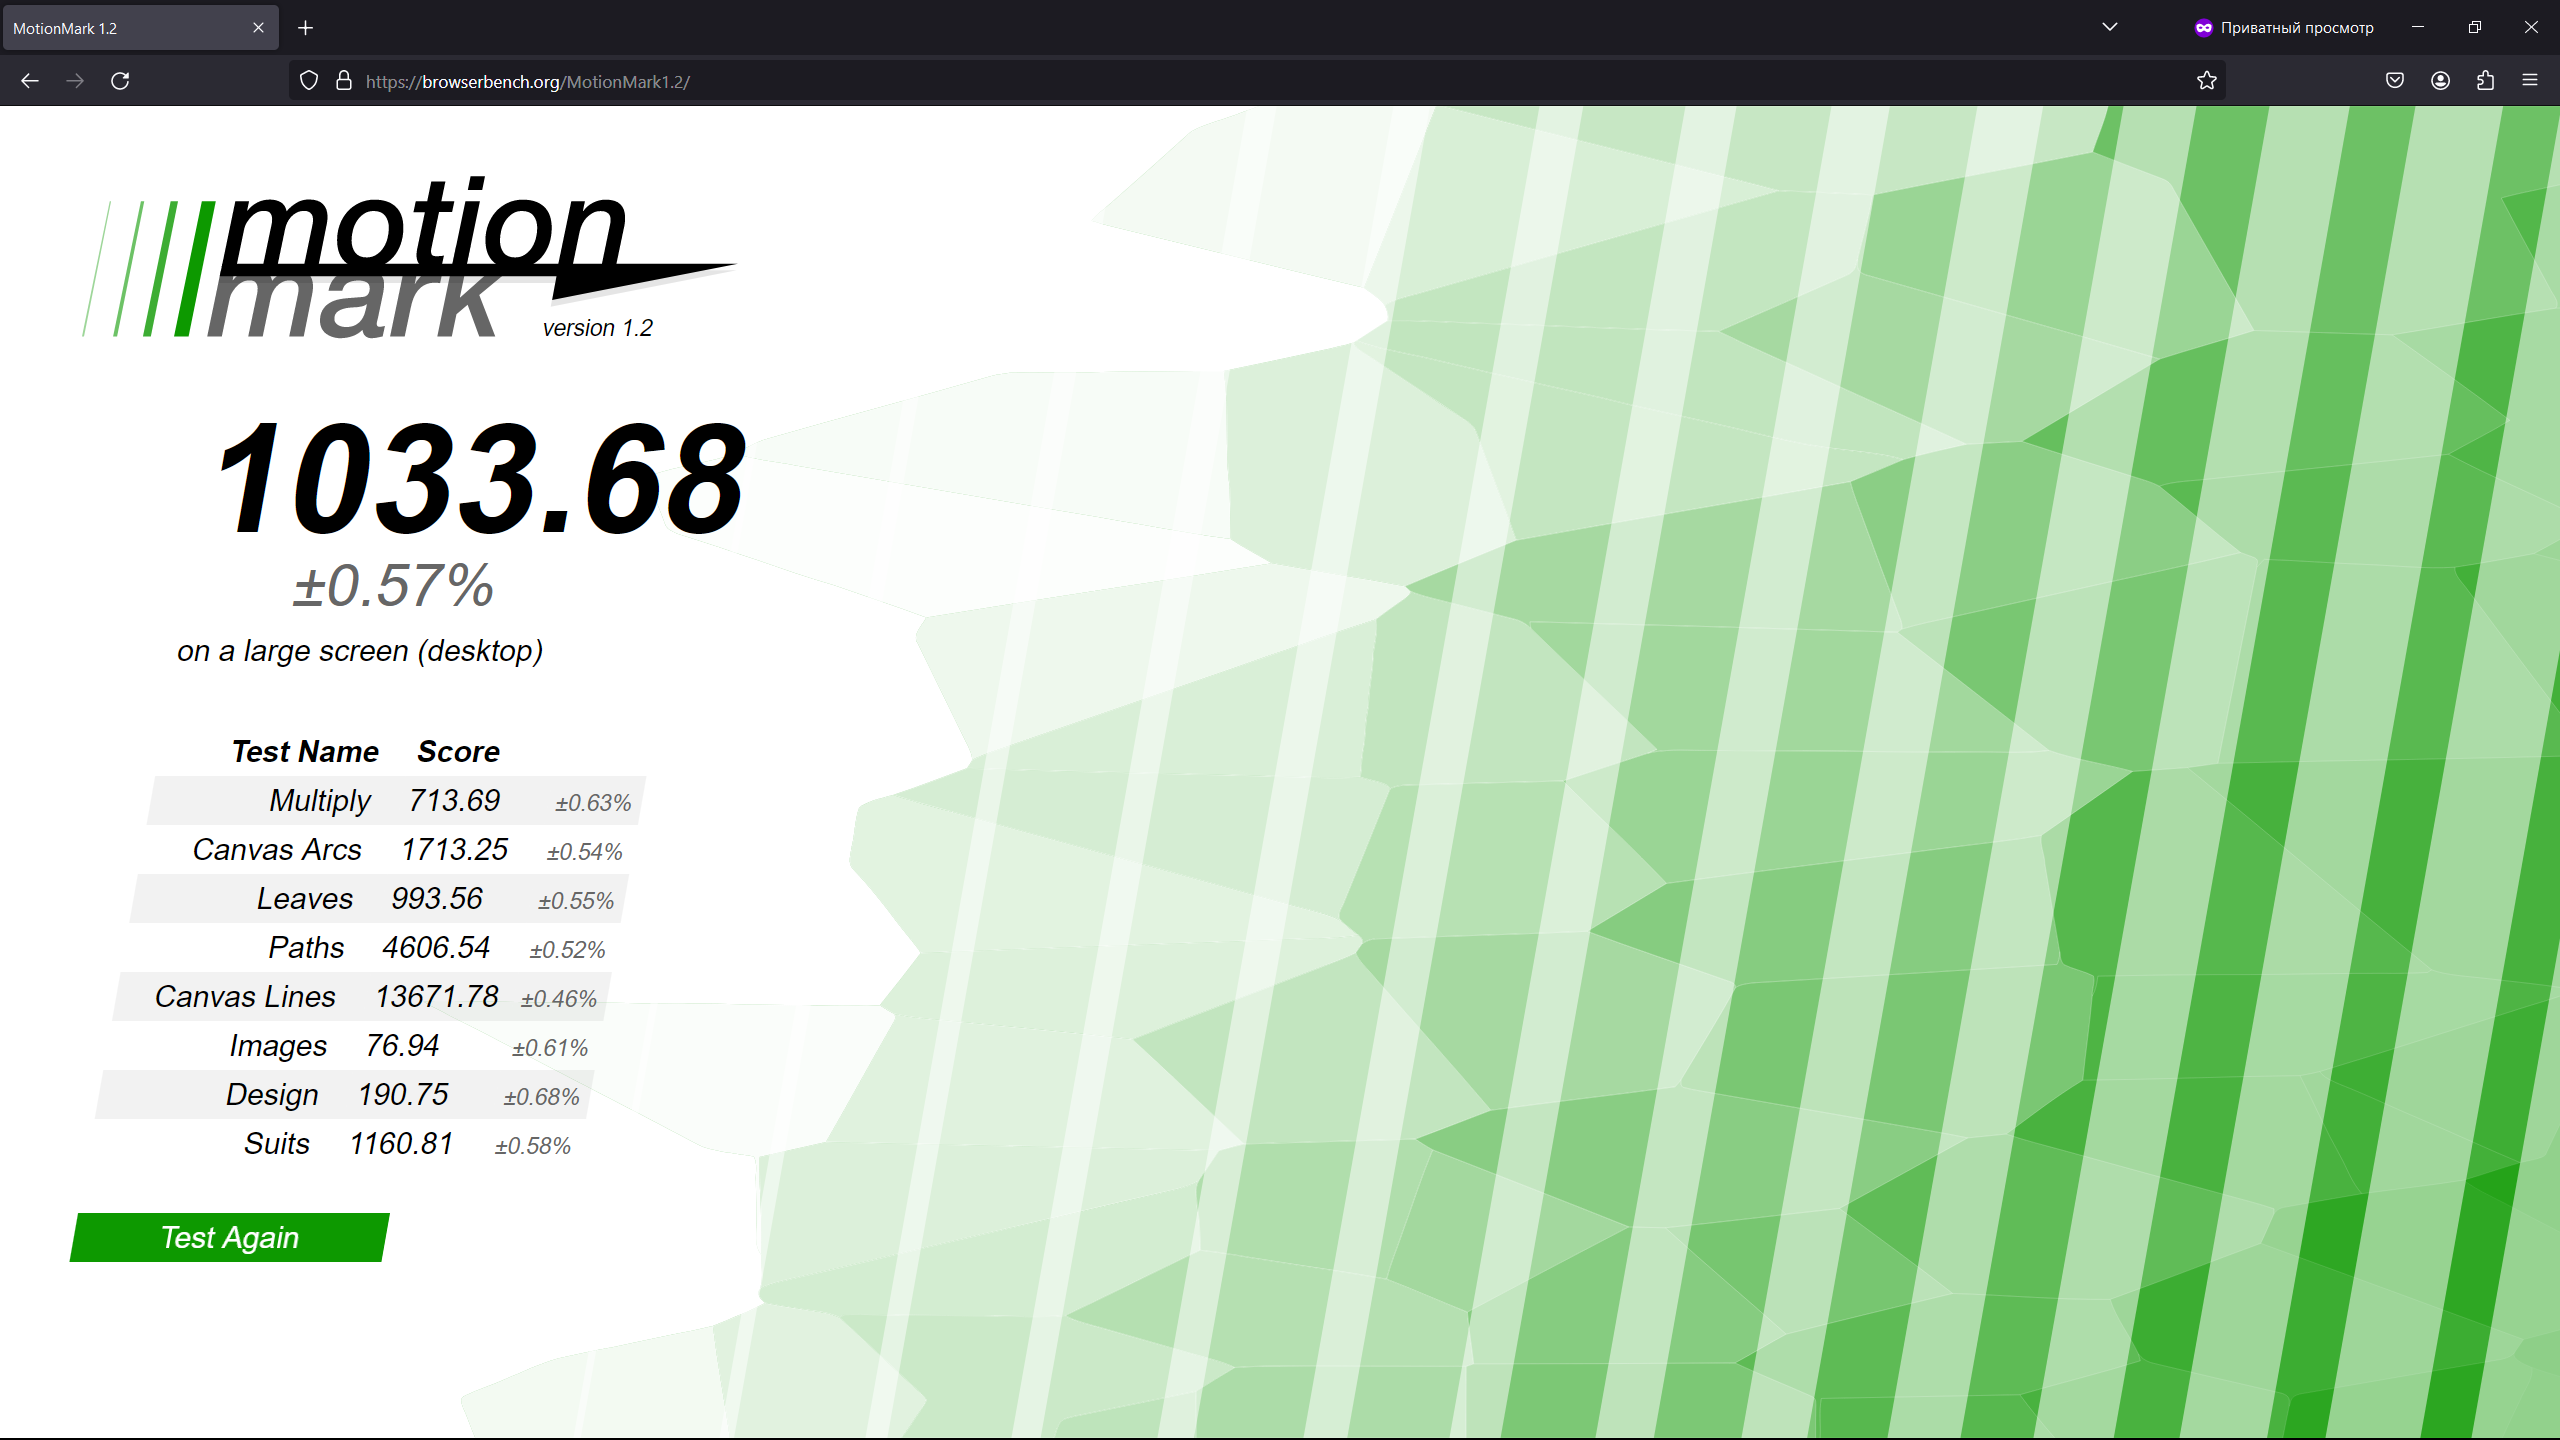 MotionMark 1.2
Приватный просмотр
https://browserbench.org/MotionMark1.2/
motion
mark
version 1.2
1033.68
±0.57%
on a large screen (desktop)
Test Name Score
Multiply 713.69 ±0.63%
Canvas Arcs 1713.25 ±0.54%
Leaves 993.56 ±0.55%
Paths 4606.54 ±0.52%
Canvas Lines 13671.78 ±0.46%
Images 76.94 ±0.61%
Design 190.75 ±0.68%
Suits 1160.81 ±0.58%
Test Again